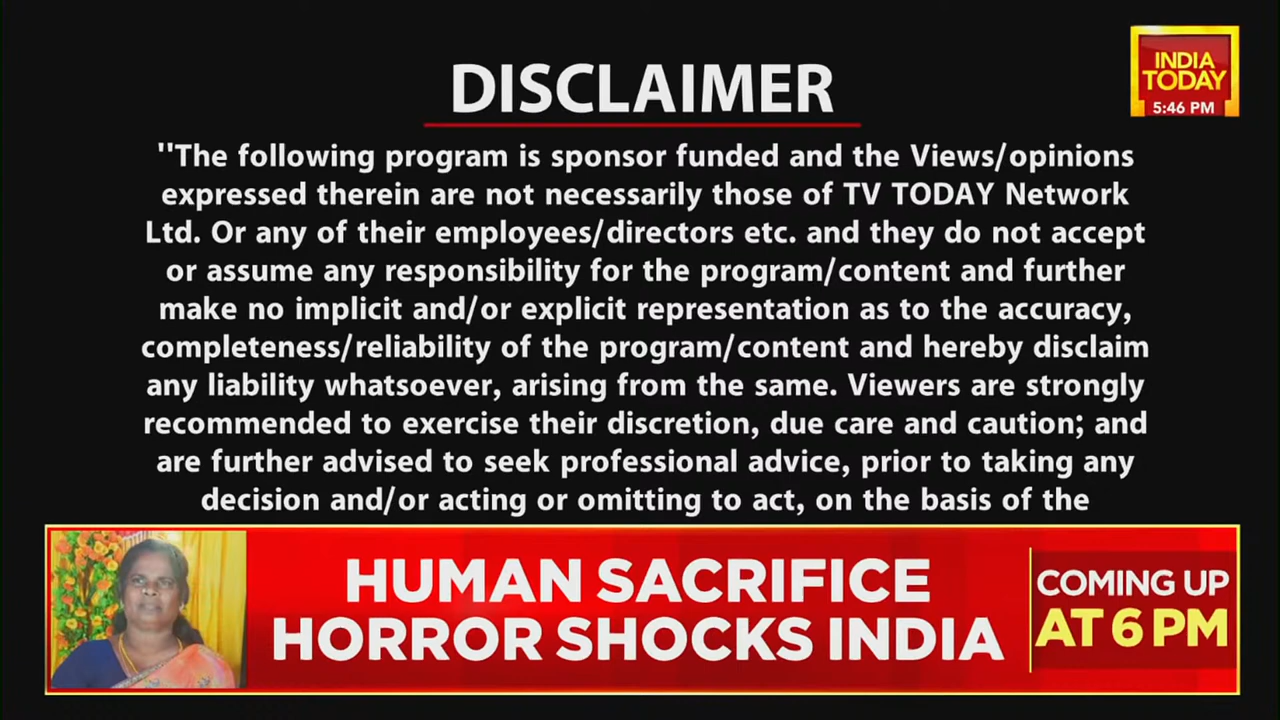 INDIA
TODAY
5:46 PM
DISCLAIMER
''The following program is sponsor funded and the Views/opinions
expressed therein are not necessarily those of TV TODAY Network
Ltd. Or any of their employees/directors etc. and they do not accept
or assume any responsibility for the program/content and further
make no implicit and/or explicit representation as to the accuracy,
completeness/reliability of the program/content and hereby disclaim
any liability whatsoever, arising from the same. Viewers are strongly
recommended to exercise their discretion, due care and caution; and
are further advised to seek professional advice, prior to taking any
decision and/or acting or omitting to act, on the basis of the
HUMAN SACRIFICE
HORROR SHOCKS INDIA
COMING UP
AT 6 PM